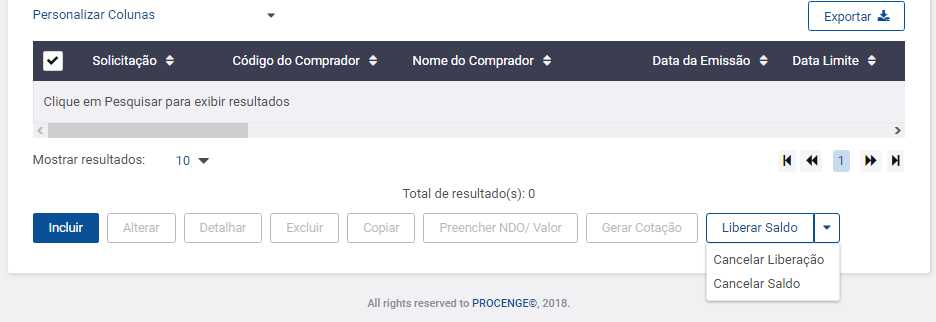 Personalizar Colunas
Exportar
Solicitação Código do Comprador Nome do Comprador Data da Emissão Data Limite
Clique em Pesquisar para exibir resultados
Mostrar resultados: 10 1
Total de resultado(s): 0
Incluir Alterar Detalhar Excluir Copiar Preencher NDO/ Valor Gerar Cotação Liberar Saldo
Cancelar Liberação
Cancelar Saldo
All rights reserved to PROCENGE©, 2018.